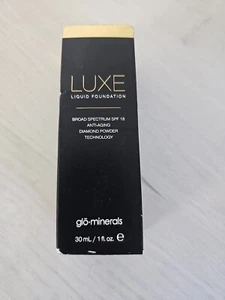 LUXE
LIQUID FOUNDATION
BROAD SPECTRUM SPF 18
ANTI-AGING
DIAMOND POWDER
TECHNOLOGY
glō·minerals
30 mL / 1 fl. oz. ℮